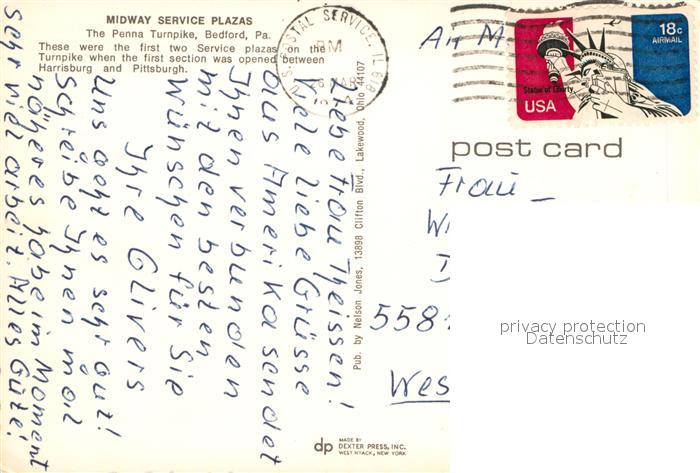 MIDWAY SERVICE PLAZAS
The Penna Turnpike, Bedford, Pa.
These were the first two Service plazas on the
Turnpike when the first section was opened between
Harrisburg and Pittsburgh.
Liebe Frau Theissen!
Viele liebe Grüsse
aus Amerika sendet
Ihnen verbunden
mit den besten
Wünschen für Sie
Ihre Olivers
Uns geht es sehr gut!
Schreibe Ihnen mal
näheres habe im Moment
sehr viel arbeit. Alles Gute!
Pub. by Nelson Jones, 13898 Clifton Blvd., Lakewood, Ohio 44107
dp
MADE BY
DEXTER PRESS, INC.
WEST NYACK, NEW YORK
U.S. POSTAL SERVICE, IL 618
PM
MAR
Air M
18c
AIRMAIL
Statue of Liberty
USA
post card
Frau
W
558
Wes
privacy protection
Datenschutz